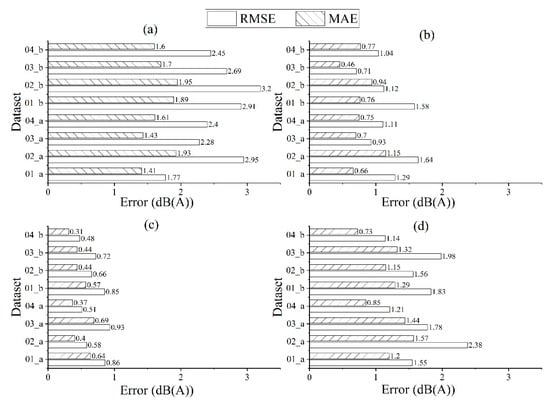 RMSE MAE
(a)
Dataset
04_b 1.6 2.45
03_b 1.7 2.69
02_b 1.95 3.2
01_b 1.89 2.91
04_a 1.61 2.4
03_a 1.43 2.28
02_a 1.93 2.95
01_a 1.41 1.77
0 1 2 3
Error (dB(A))
(b)
Dataset
04_b 0.77 1.04
03_b 0.46 0.71
02_b 0.94 1.12
01_b 0.76 1.58
04_a 0.75 1.11
03_a 0.7 0.93
02_a 1.15 1.64
01_a 0.66 1.29
0 1 2 3
Error (dB(A))
(c)
Dataset
04_b 0.31 0.48
03_b 0.44 0.72
02_b 0.44 0.66
01_b 0.57 0.85
04_a 0.37 0.51
03_a 0.69 0.93
02_a 0.4 0.58
01_a 0.64 0.86
0 1 2 3
Error (dB(A))
(d)
Dataset
04_b 0.73 1.14
03_b 1.32 1.98
02_b 1.15 1.56
01_b 1.29 1.83
04_a 0.85 1.21
03_a 1.44 1.78
02_a 1.57 2.38
01_a 1.2 1.55
0 1 2 3
Error (dB(A))